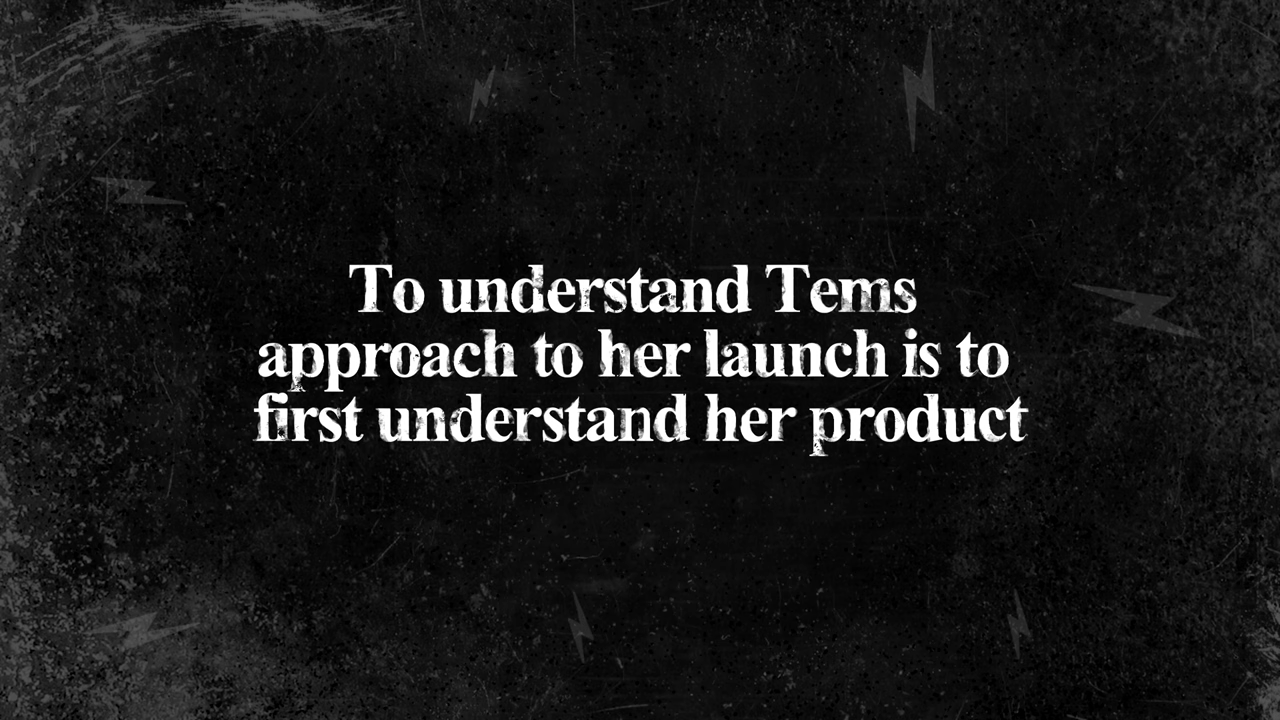 To understand Tems
approach to her launch is to
first understand her product